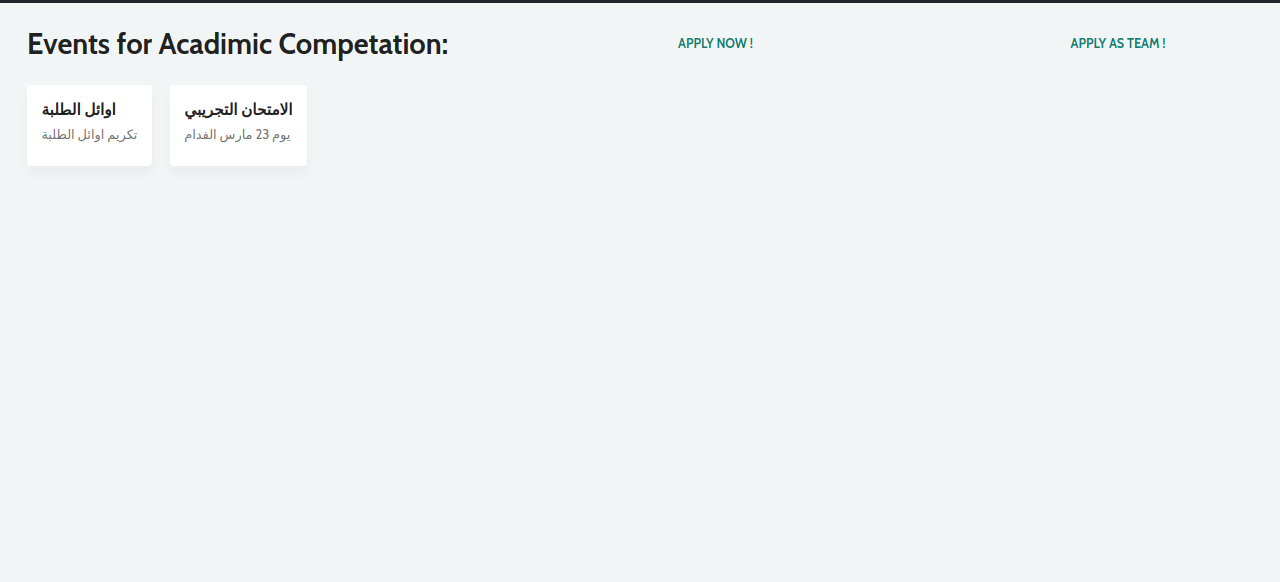 Events for Acadimic Competation:
APPLY NOW !
APPLY AS TEAM !
اوائل الطلبة
تكريم اوائل الطلبة
الامتحان التجريبي
يوم 23 مارس الفدام